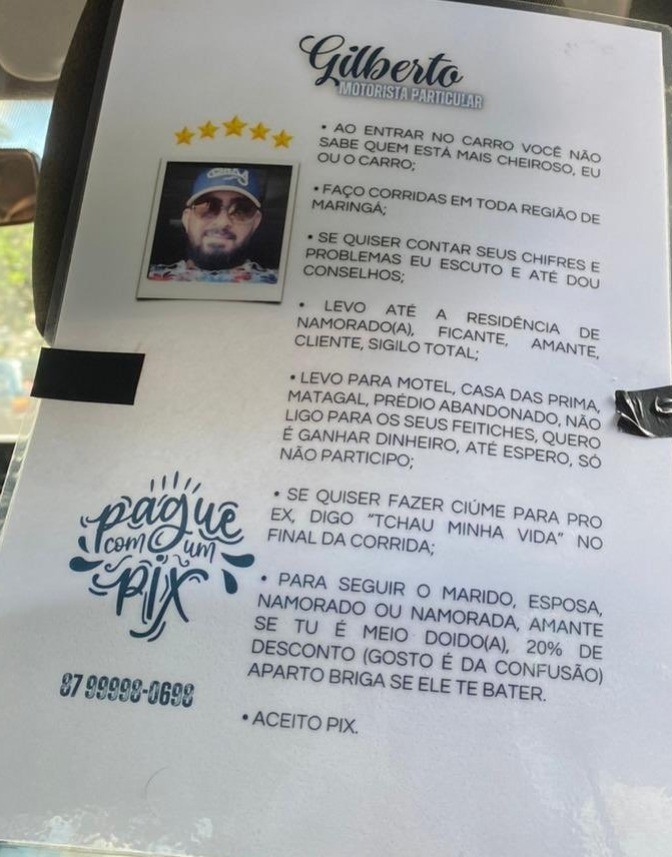 Gilberto
MOTORISTA PARTICULAR
• AO ENTRAR NO CARRO VOCÊ NÃO
SABE QUEM ESTÁ MAIS CHEIROSO, EU
OU O CARRO;
• FAÇO CORRIDAS EM TODA REGIÃO DE
MARINGÁ;
• SE QUISER CONTAR SEUS CHIFRES E
PROBLEMAS EU ESCUTO E ATÉ DOU
CONSELHOS;
• LEVO ATÉ A RESIDÊNCIA DE
NAMORADO(A), FICANTE, AMANTE,
CLIENTE, SIGILO TOTAL;
• LEVO PARA MOTEL, CASA DAS PRIMA,
MATAGAL, PRÉDIO ABANDONADO, NÃO
LIGO PARA OS SEUS FEITICHES, QUERO
É GANHAR DINHEIRO, ATÉ ESPERO, SÓ
NÃO PARTICIPO;
• SE QUISER FAZER CIÚME PARA PRO
EX, DIGO "TCHAU MINHA VIDA" NO
FINAL DA CORRIDA;
• PARA SEGUIR O MARIDO, ESPOSA,
NAMORADO OU NAMORADA, AMANTE
SE TU É MEIO DOIDO(A), 20% DE
DESCONTO (GOSTO É DA CONFUSÃO)
APARTO BRIGA SE ELE TE BATER.
• ACEITO PIX.
pague
com um
pix
87 99998-0698